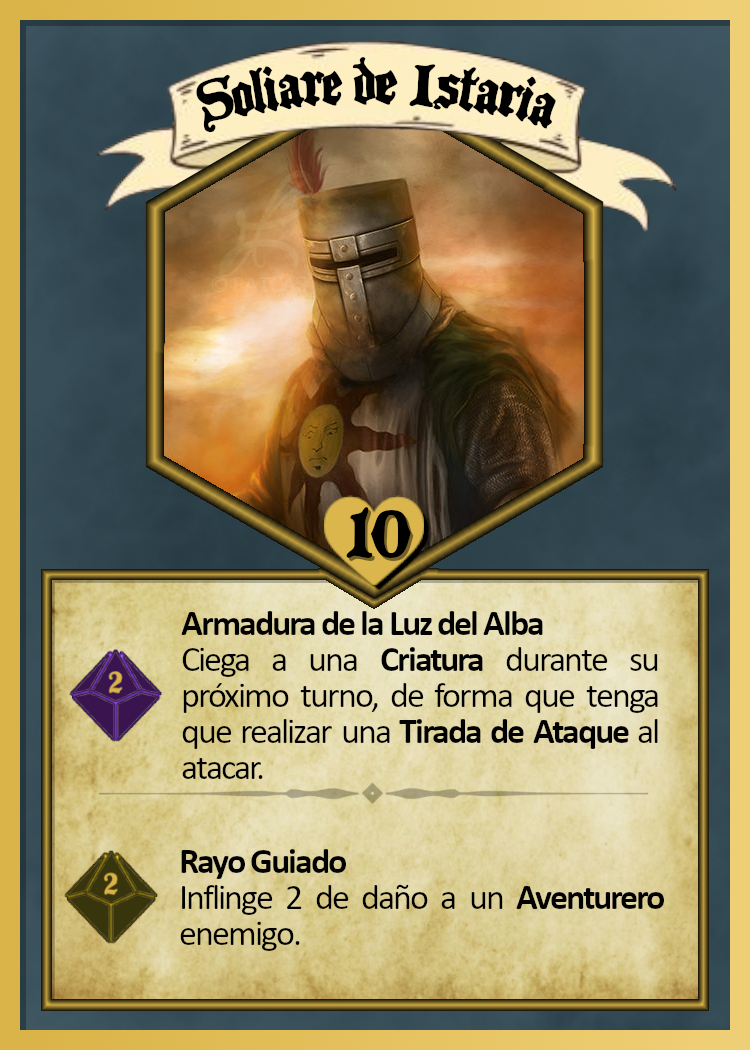 Soliare de Istaria
10
Armadura de la Luz del Alba
2
Ciega a una Criatura durante su
próximo turno, de forma que tenga
que realizar una Tirada de Ataque al
atacar.
Rayo Guiado
2
Inflinge 2 de daño a un Aventurero
enemigo.